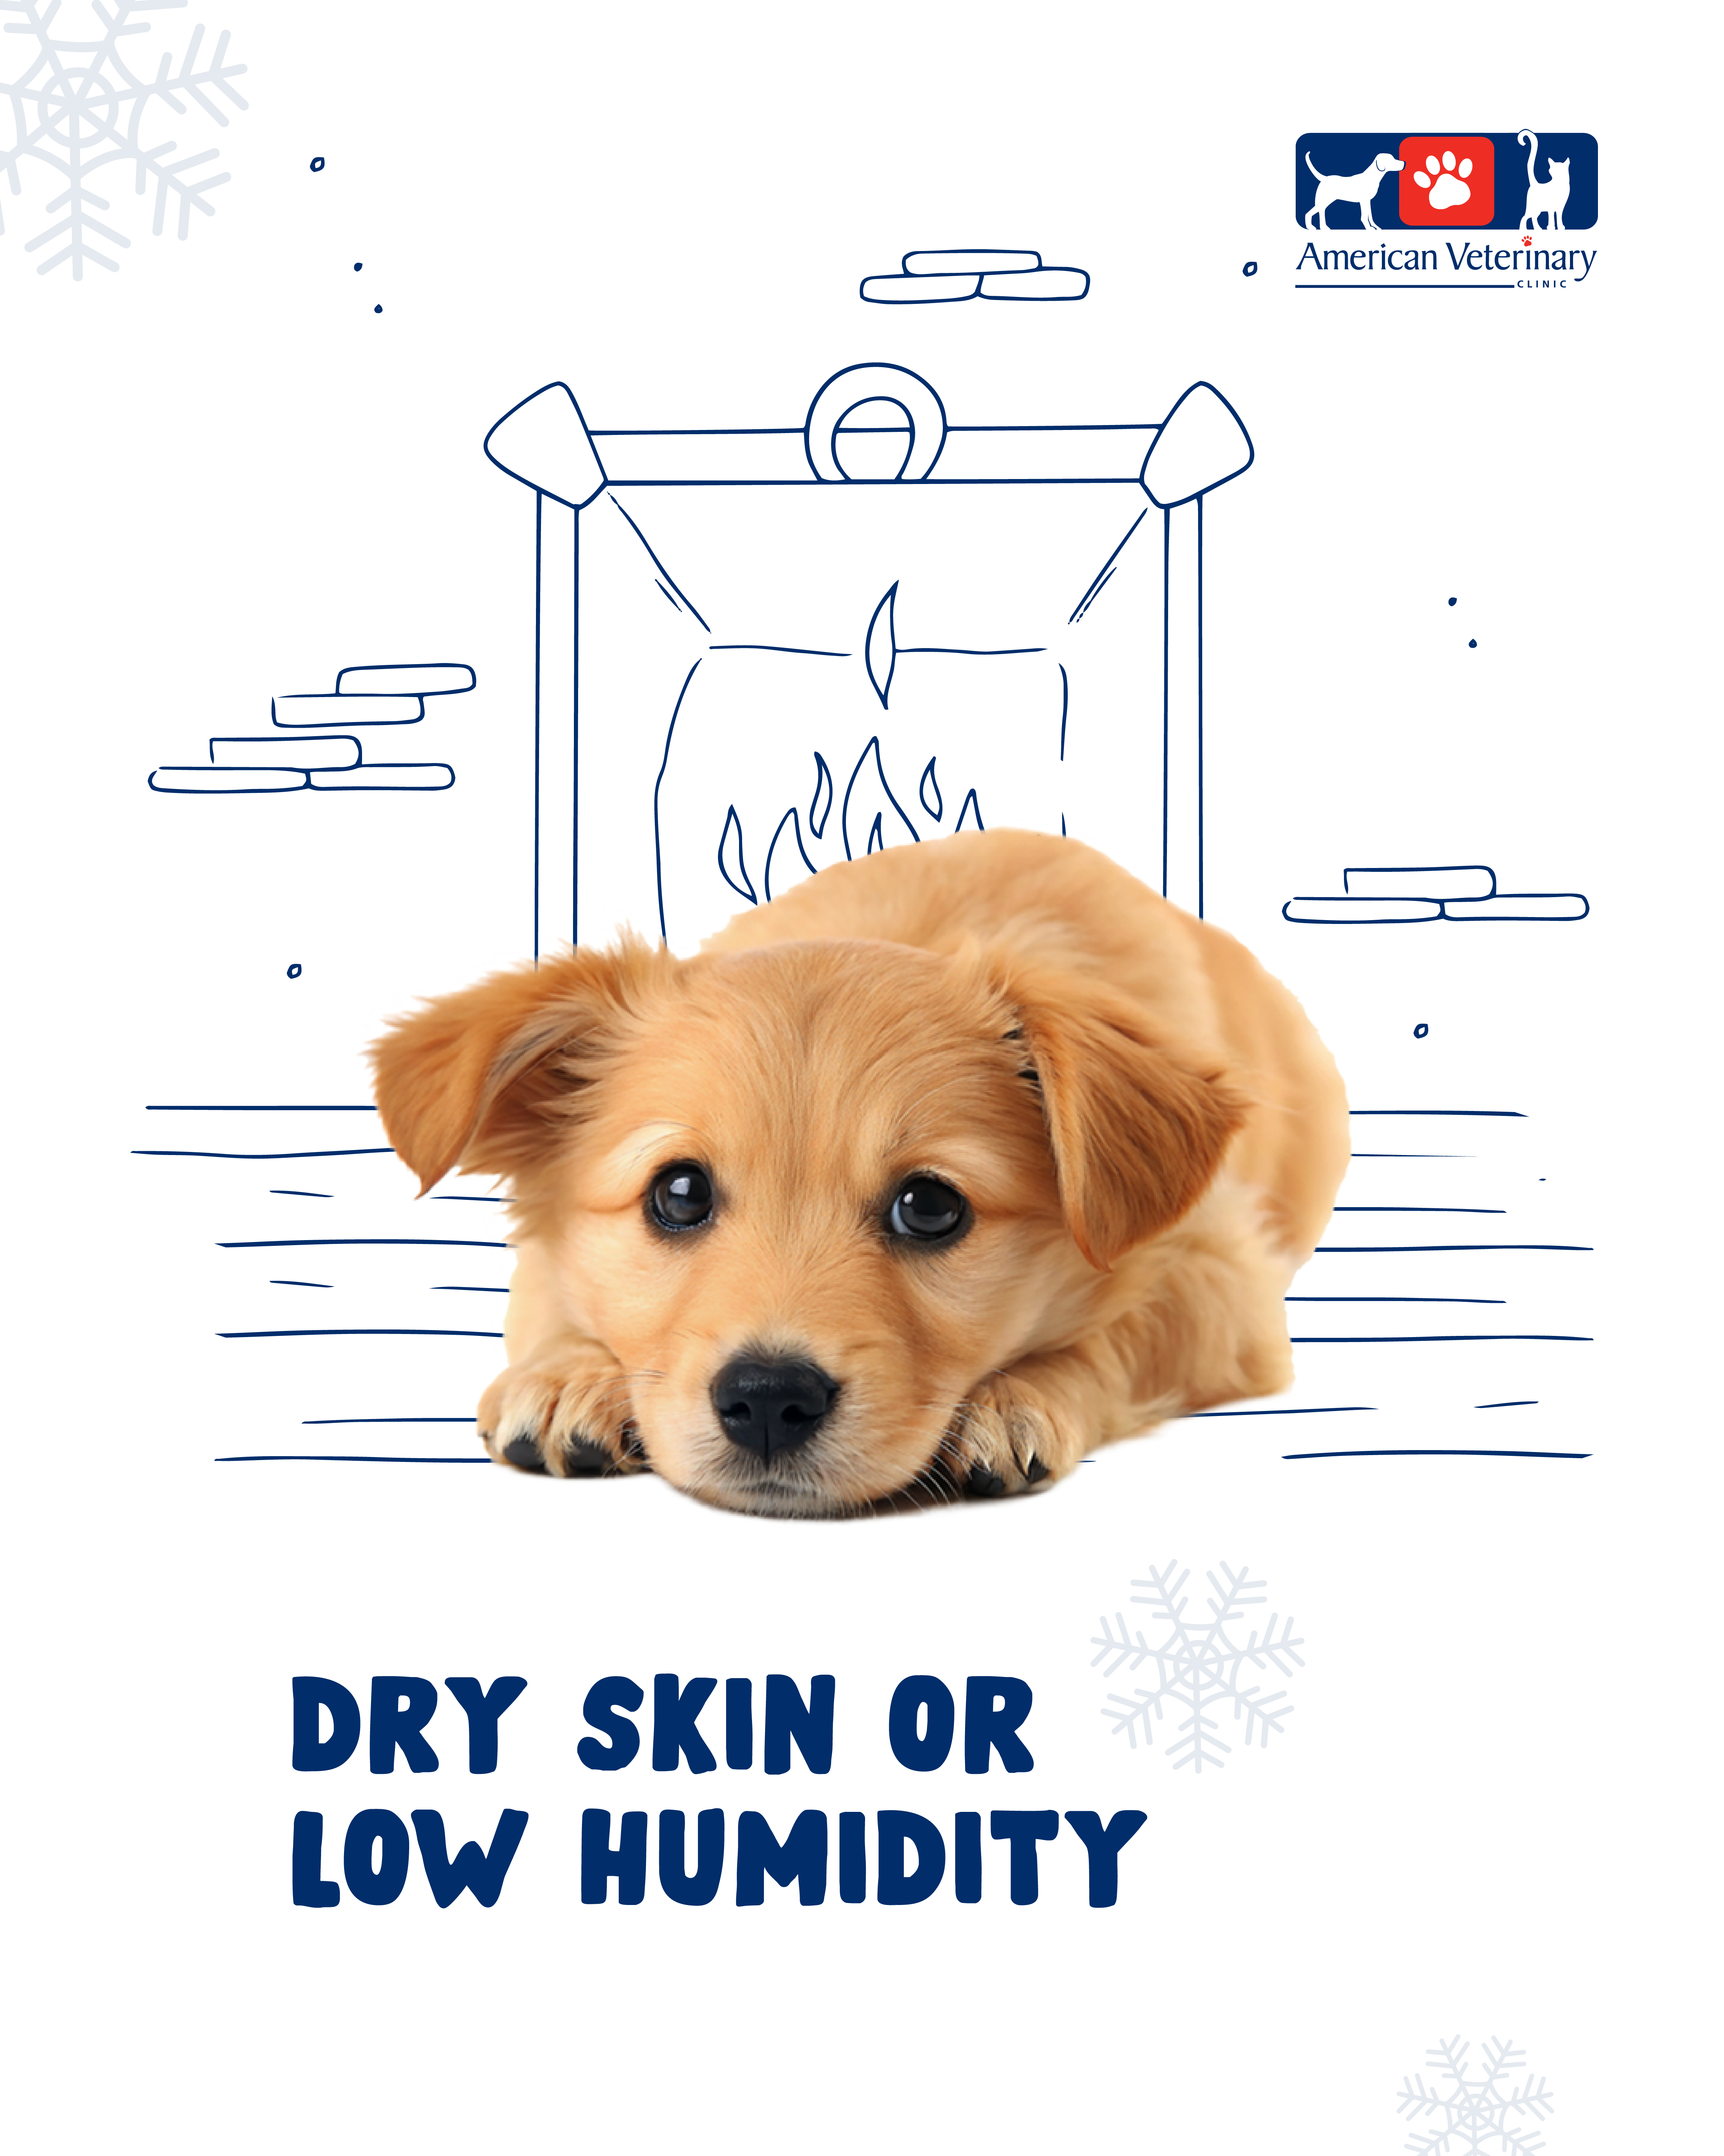 American Veterinary
CLINIC
DRY SKIN OR
LOW HUMIDITY